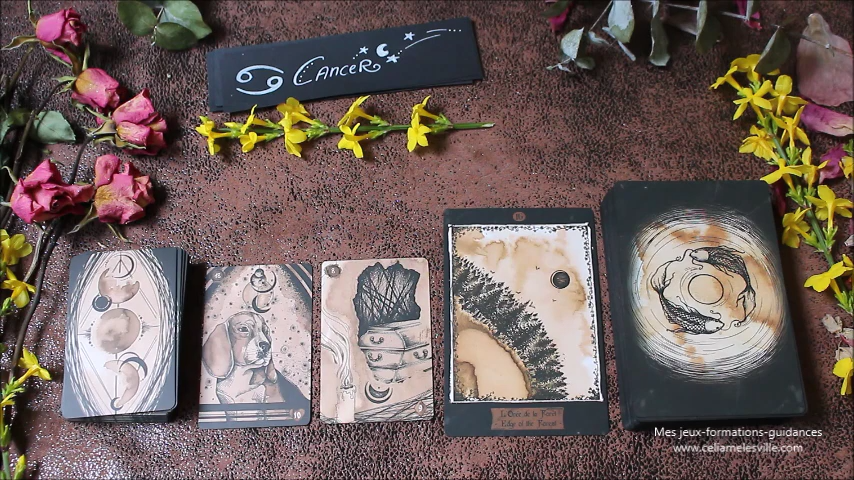 ♋ Cancer
L'Orée de la Forêt
Edge of the Forest
Mes jeux-formations-guidances
www.celiamelesville.com